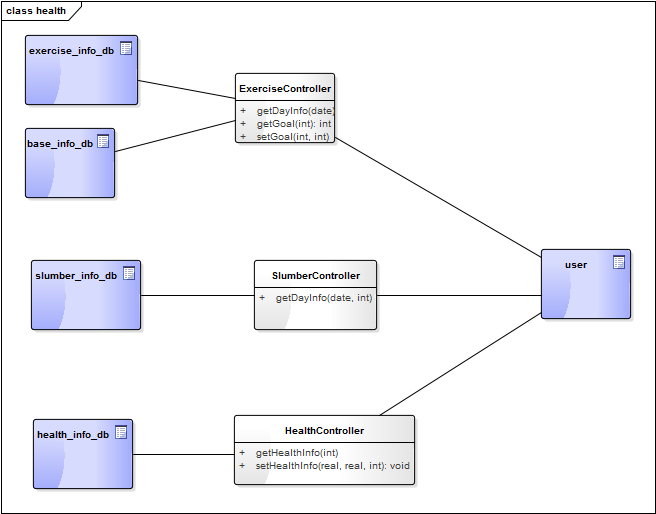 class health
exercise_info_db
ExerciseController
+ getDayInfo(date)
+ getGoal(int): int
+ setGoal(int, int)
base_info_db
slumber_info_db
SlumberController
+ getDayInfo(date, int)
user
health_info_db
HealthController
+ getHealthInfo(int)
+ setHealthInfo(real, real, int): void